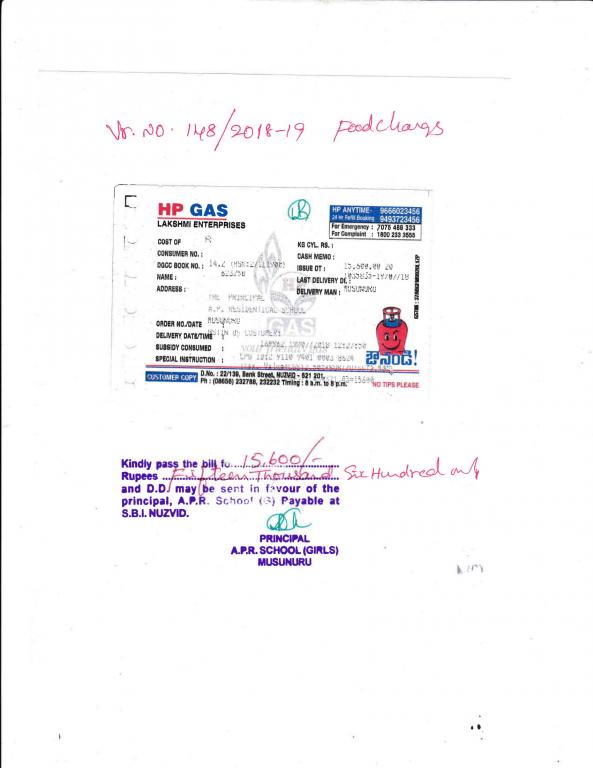 Vr. NO. 148/2018-19 Food Chargs
HP GAS
LAKSHMI ENTERPRISES
HP ANYTIME- 9666023456
24 Hr Refill Booking 9493723456
For Emergency : 7075 488 333
For Complaint : 1800 233 3555
COST OF
KG CYL. RS. :
CONSUMER NO. :
CASH MEMO :
DGCC BOOK NO. : 14.2
ISSUE DT : 15,600.00 20
NAME : 623758
LAST DELIVERY DT.
ADDRESS :
DELIVERY MAN : MUSUNURU
THE PRINCIPAL
A.P. RESIDENTIAL SCHOOL
ORDER NO./DATE MUSUNURU
GAS
DELIVERY DATE/TIME :
SUBSIDY CONSUMED :
SPECIAL INSTRUCTION :
ఔనండి!
CUSTOMER COPY
D.No. : 22/139, Bank Street, NUZVID - 521 201,
Ph : (08656) 232788, 232232 Timing : 8 a.m. to 8 p.m.
NO TIPS PLEASE
Kindly pass the bill for 15,600/-
Rupees Fifteen Thousand Six Hundred only
and D.D. may be sent in favour of the
principal, A.P.R. School (G) Payable at
S.B.I. NUZVID.
PRINCIPAL
A.P.R. SCHOOL (GIRLS)
MUSUNURU